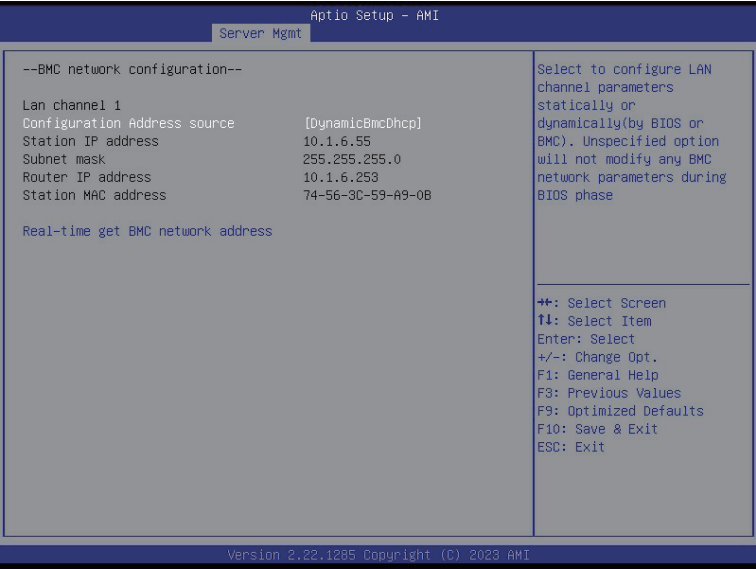 Aptio Setup - AMI
Server Mgmt
--BMC network configuration--
Lan channel 1
Configuration Address source [DynamicBmcDhcp]
Station IP address 10.1.6.55
Subnet mask 255.255.255.0
Router IP address 10.1.6.253
Station MAC address 74-56-3C-59-A9-0B
Real-time get BMC network address
Select to configure LAN
channel parameters
statically or
dynamically(by BIOS or
BMC). Unspecified option
will not modify any BMC
network parameters during
BIOS phase
→←: Select Screen
↑↓: Select Item
Enter: Select
+/-: Change Opt.
F1: General Help
F3: Previous Values
F9: Optimized Defaults
F10: Save & Exit
ESC: Exit
Version 2.22.1285 Copyright (C) 2023 AMI